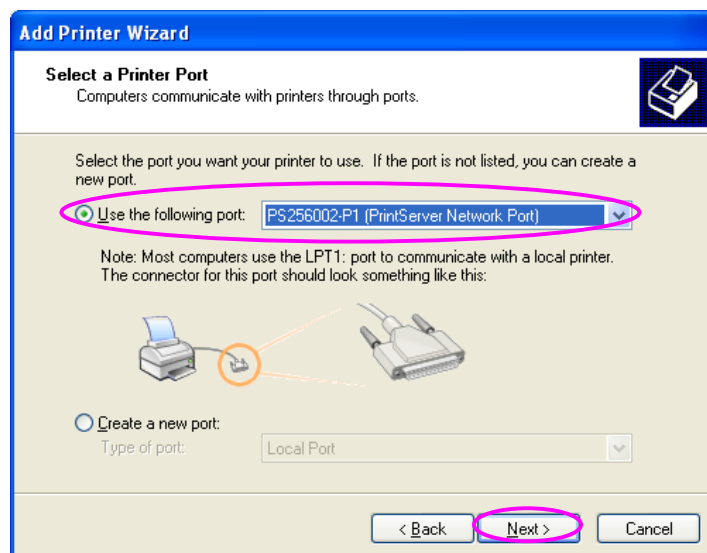 Add Printer Wizard
Select a Printer Port
Computers communicate with printers through ports.
Select the port you want your printer to use. If the port is not listed, you can create a
new port.
Use the following port: PS256002-P1 (PrintServer Network Port)
Note: Most computers use the LPT1: port to communicate with a local printer.
The connector for this port should look something like this:
Create a new port:
Type of port: Local Port
< Back Next > Cancel